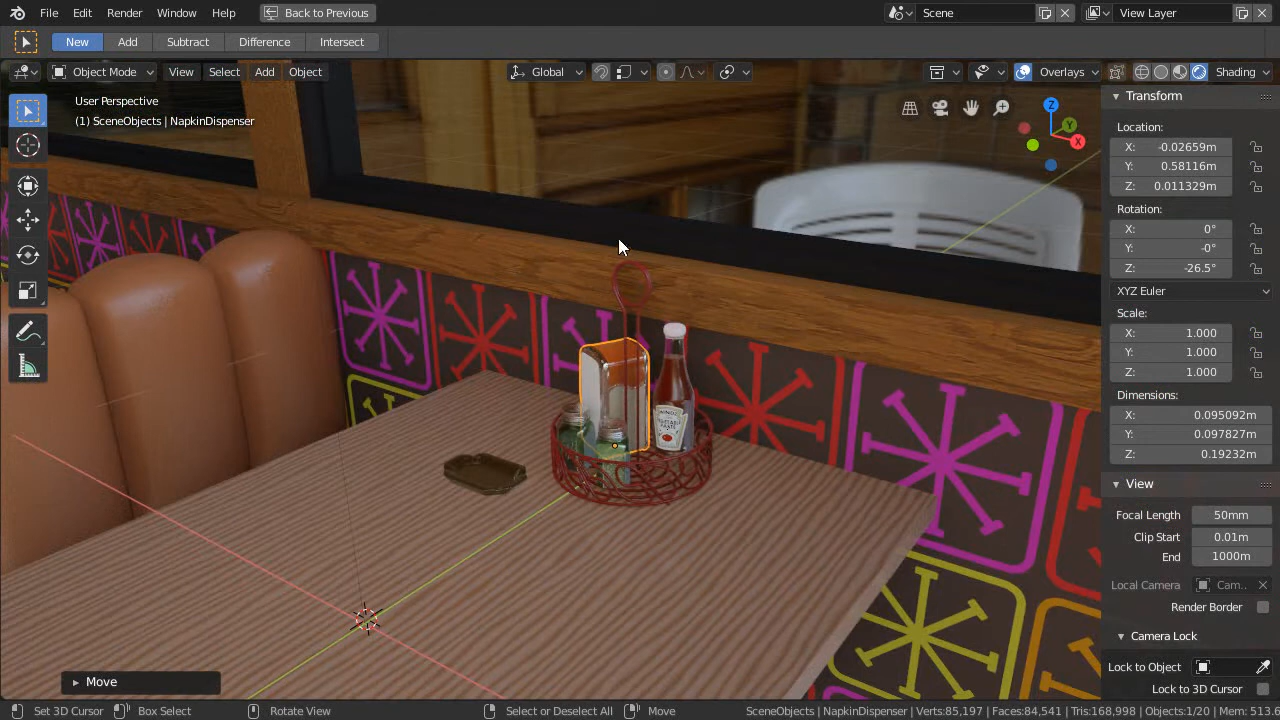 File Edit Render Window Help Back to Previous Scene View Layer
New Add Subtract Difference Intersect
Object Mode View Select Add Object Global Overlays Shading
User Perspective
(1) SceneObjects | NapkinDispenser
Z
Y
X
Transform
Location:
X: -0.02659m
Y: 0.58116m
Z: 0.011329m
Rotation:
X: 0°
Y: -0°
Z: -26.5°
XYZ Euler
Scale:
X: 1.000
Y: 1.000
Z: 1.000
Dimensions:
X: 0.095092m
Y: 0.097827m
Z: 0.19232m
View
Focal Length 50mm
Clip Start 0.01m
End 1000m
Local Camera Cam..
Render Border
Camera Lock
Lock to Object
Lock to 3D Cursor
Move
Set 3D Cursor Box Select Rotate View Select or Deselect All Move SceneObjects | NapkinDispenser | Verts:85,197 | Faces:84,541 | Tris:168,998 | Objects:1/20 | Mem: 513.6